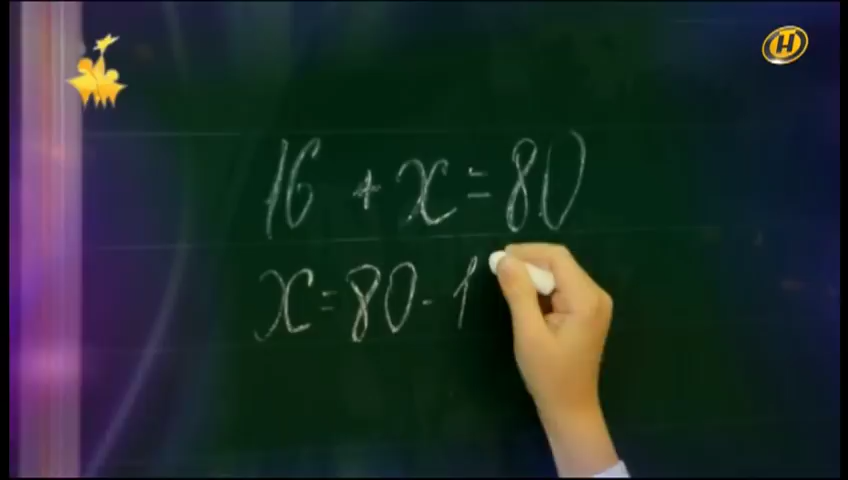 Н
16 + x = 80
x = 80 - 1